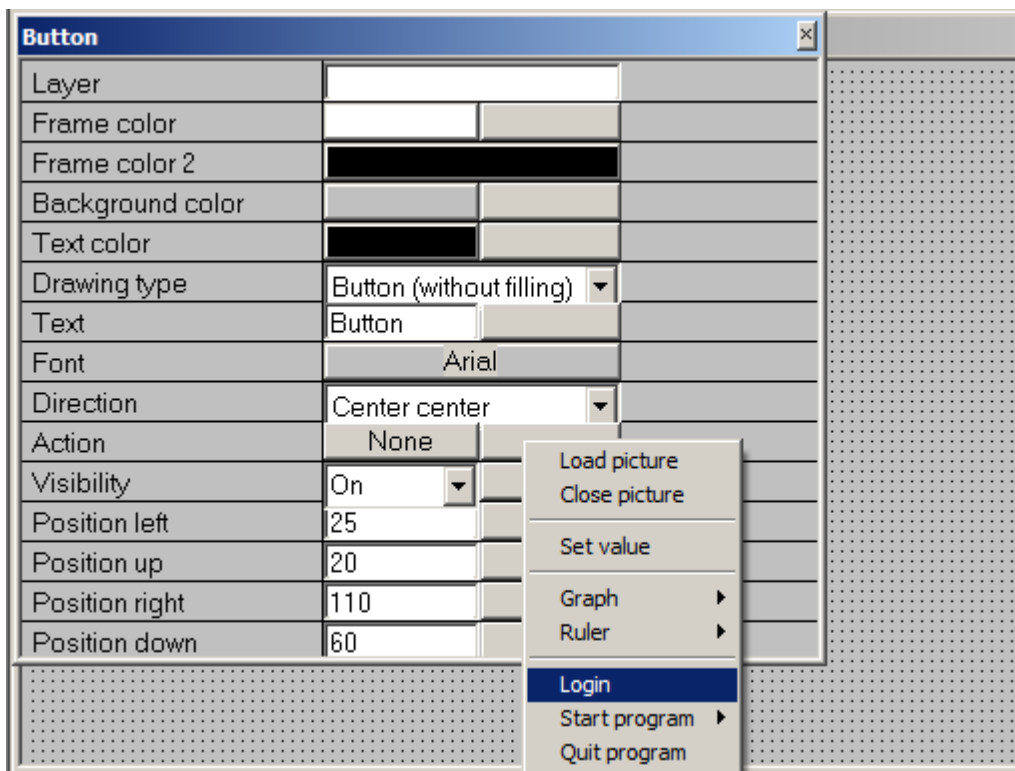 Button
Layer
Frame color
Frame color 2
Background color
Text color
Drawing type Button (without filling)
Text Button
Font Arial
Direction Center center
Action None
Visibility On
Position left 25
Position up 20
Position right 110
Position down 60
Load picture
Close picture
Set value
Graph
Ruler
Login
Start program
Quit program